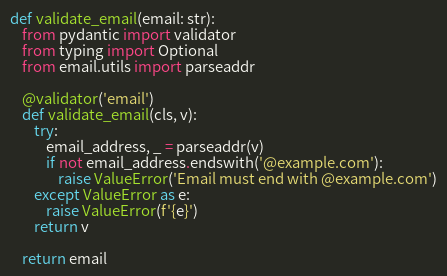 def validate_email(email: str):
from pydantic import validator
from typing import Optional
from email.utils import parseaddr
@validator('email')
def validate_email(cls, v):
try:
email_address, _ = parseaddr(v)
if not email_address.endswith('@example.com'):
raise ValueError('Email must end with @example.com')
except ValueError as e:
raise ValueError(f'{e}')
return v
return email